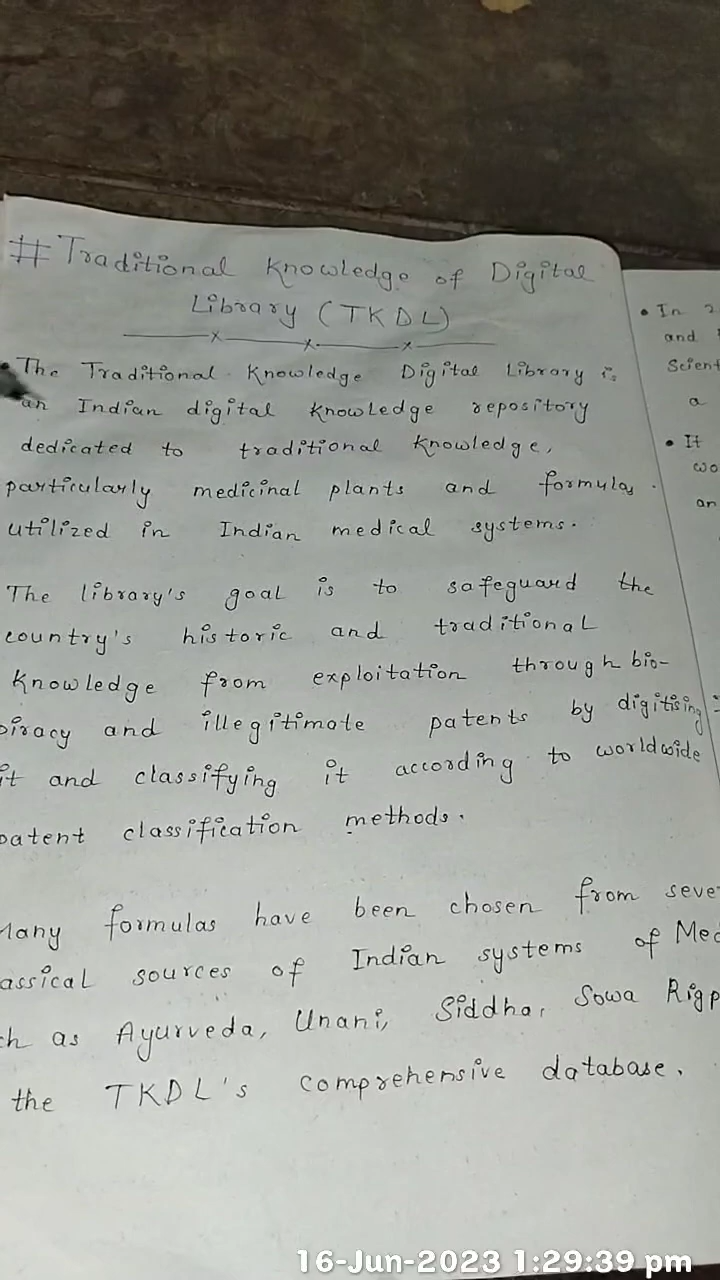 # Traditional Knowledge of Digital
Library (TKDL)
• The Traditional Knowledge Digital Library is
an Indian digital knowledge repository
dedicated to traditional knowledge,
particularly medicinal plants and formulas
utilized in Indian medical systems.
The library's goal is to safeguard the
country's historic and traditional
knowledge from exploitation through bio-
piracy and illegitimate patents by digitising
it and classifying it according to worldwide
patent classification methods.
Many formulas have been chosen from seve
assical sources of Indian systems of Med
ch as Ayurveda, Unani, Siddha, Sowa Rigp
the TKDL's comprehensive database.
• In 2
and
Scient
a
• It
wo
an
16-Jun-2023 1:29:39 pm